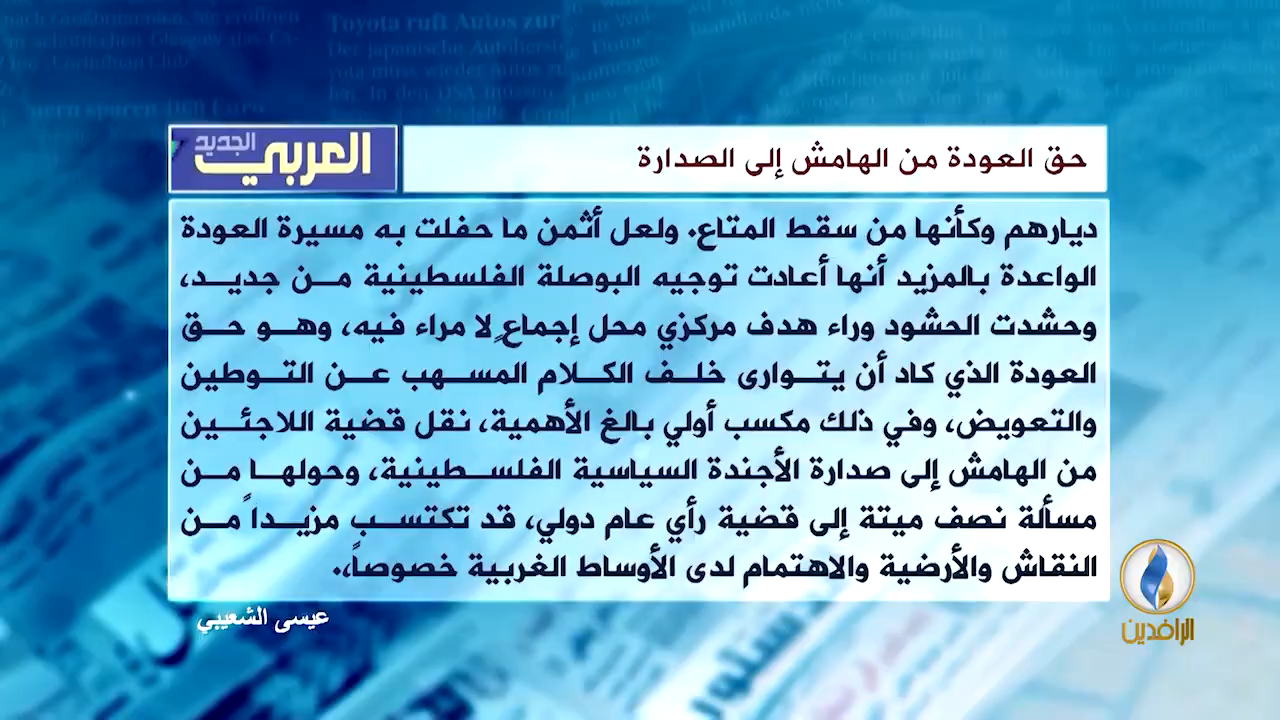 Toyota ruft Autos zur
العربي الجديد
حق العودة من الهامش إلى الصدارة
ديارهم وكأنها من سقط المتاع. ولعل أثمن ما حفلت به مسيرة العودة
الواعدة بالمزيد أنها أعادت توجيه البوصلة الفلسطينية من جديد،
وحشدت الحشود وراء هدف مركزي محل إجماعٍ لا مراء فيه، وهو حق
العودة الذي كاد أن يتوارى خلف الكلام المسهب عن التوطين
والتعويض، وفي ذلك مكسب أولي بالغ الأهمية، نقل قضية اللاجئين
من الهامش إلى صدارة الأجندة السياسية الفلسطينية، وحولها من
مسألة نصف ميتة إلى قضية رأي عام دولي، قد تكتسب مزيداً من
النقاش والأرضية والاهتمام لدى الأوساط الغربية خصوصاً،.
عيسى الشعيبي
الرافدين